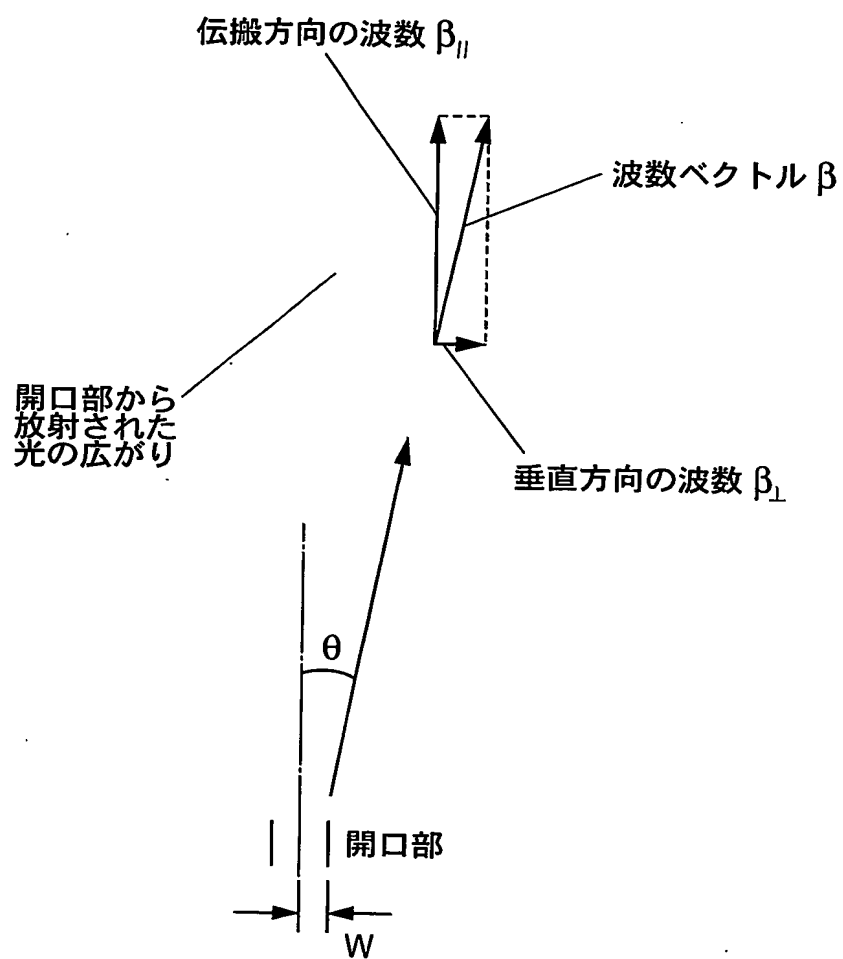 伝搬方向の波数 β//
波数ベクトル β
開口部から
放射された
光の広がり
垂直方向の波数 β⊥
θ
開口部
W